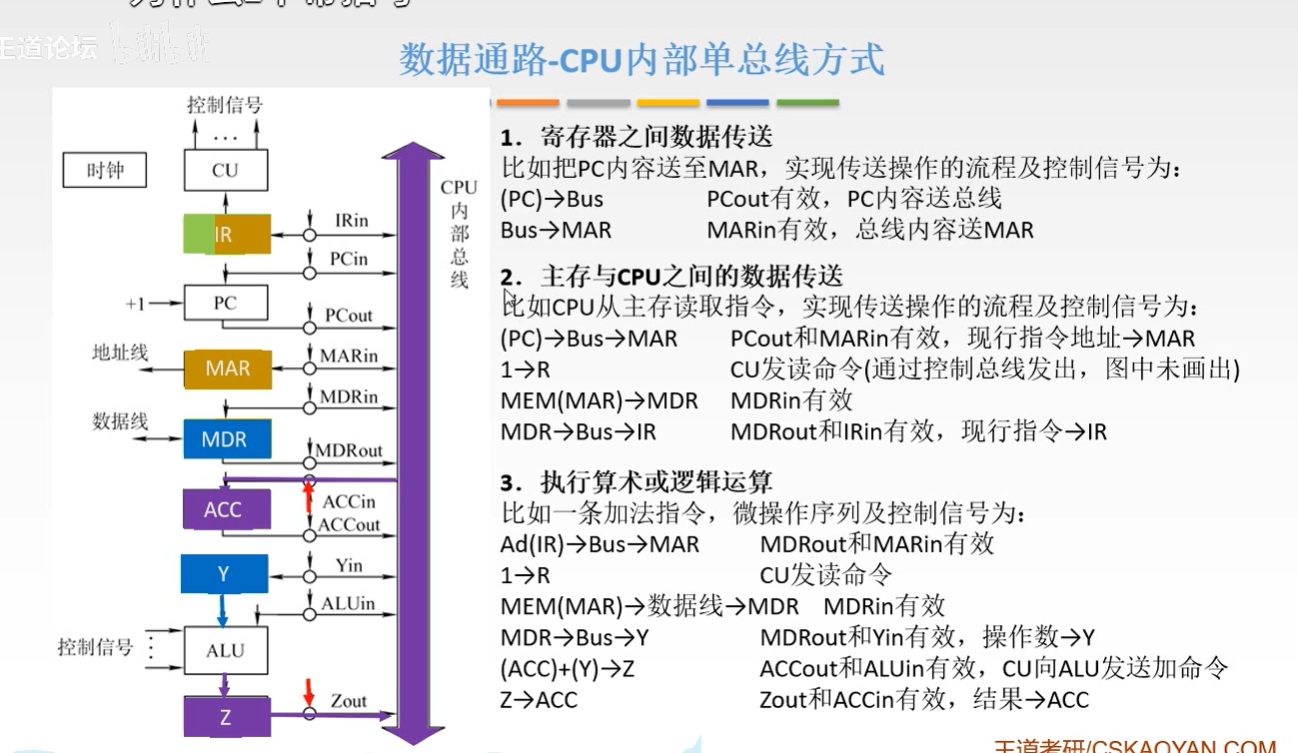 王道论坛
数据通路-CPU内部单总线方式
控制信号
...
时钟
CU
IR
IRin
PCin
+1
PC
PCout
地址线
MAR
MARin
MDRin
数据线
MDR
MDRout
ACC
ACCin
ACCout
Y
Yin
ALUin
控制信号
ALU
Z
Zout
CPU
内
部
总
线
1. 寄存器之间数据传送
比如把PC内容送至MAR，实现传送操作的流程及控制信号为：
(PC)→Bus PCout有效，PC内容送总线
Bus→MAR MARin有效，总线内容送MAR
2. 主存与CPU之间的数据传送
比如CPU从主存读取指令，实现传送操作的流程及控制信号为：
(PC)→Bus→MAR PCout和MARin有效，现行指令地址→MAR
1→R CU发读命令(通过控制总线发出，图中未画出)
MEM(MAR)→MDR MDRin有效
MDR→Bus→IR MDRout和IRin有效，现行指令→IR
3. 执行算术或逻辑运算
比如一条加法指令，微操作序列及控制信号为：
Ad(IR)→Bus→MAR MDRout和MARin有效
1→R CU发读命令
MEM(MAR)→数据线→MDR MDRin有效
MDR→Bus→Y MDRout和Yin有效，操作数→Y
(ACC)+(Y)→Z ACCout和ALUin有效，CU向ALU发送加命令
Z→ACC Zout和ACCin有效，结果→ACC
王道考研/CSKAOYAN.COM